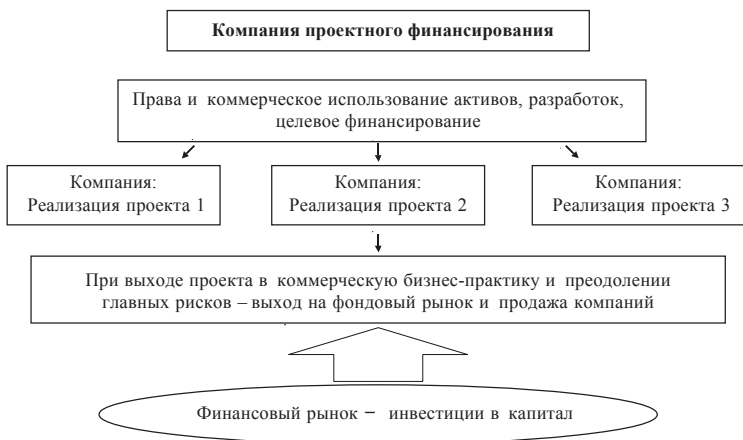 Компания проектного финансирования
Права и коммерческое использование активов, разработок,
целевое финансирование
Компания:
Реализация проекта 1
Компания:
Реализация проекта 2
Компания:
Реализация проекта 3
При выходе проекта в коммерческую бизнес-практику и преодолении
главных рисков – выход на фондовый рынок и продажа компаний
Финансовый рынок – инвестиции в капитал